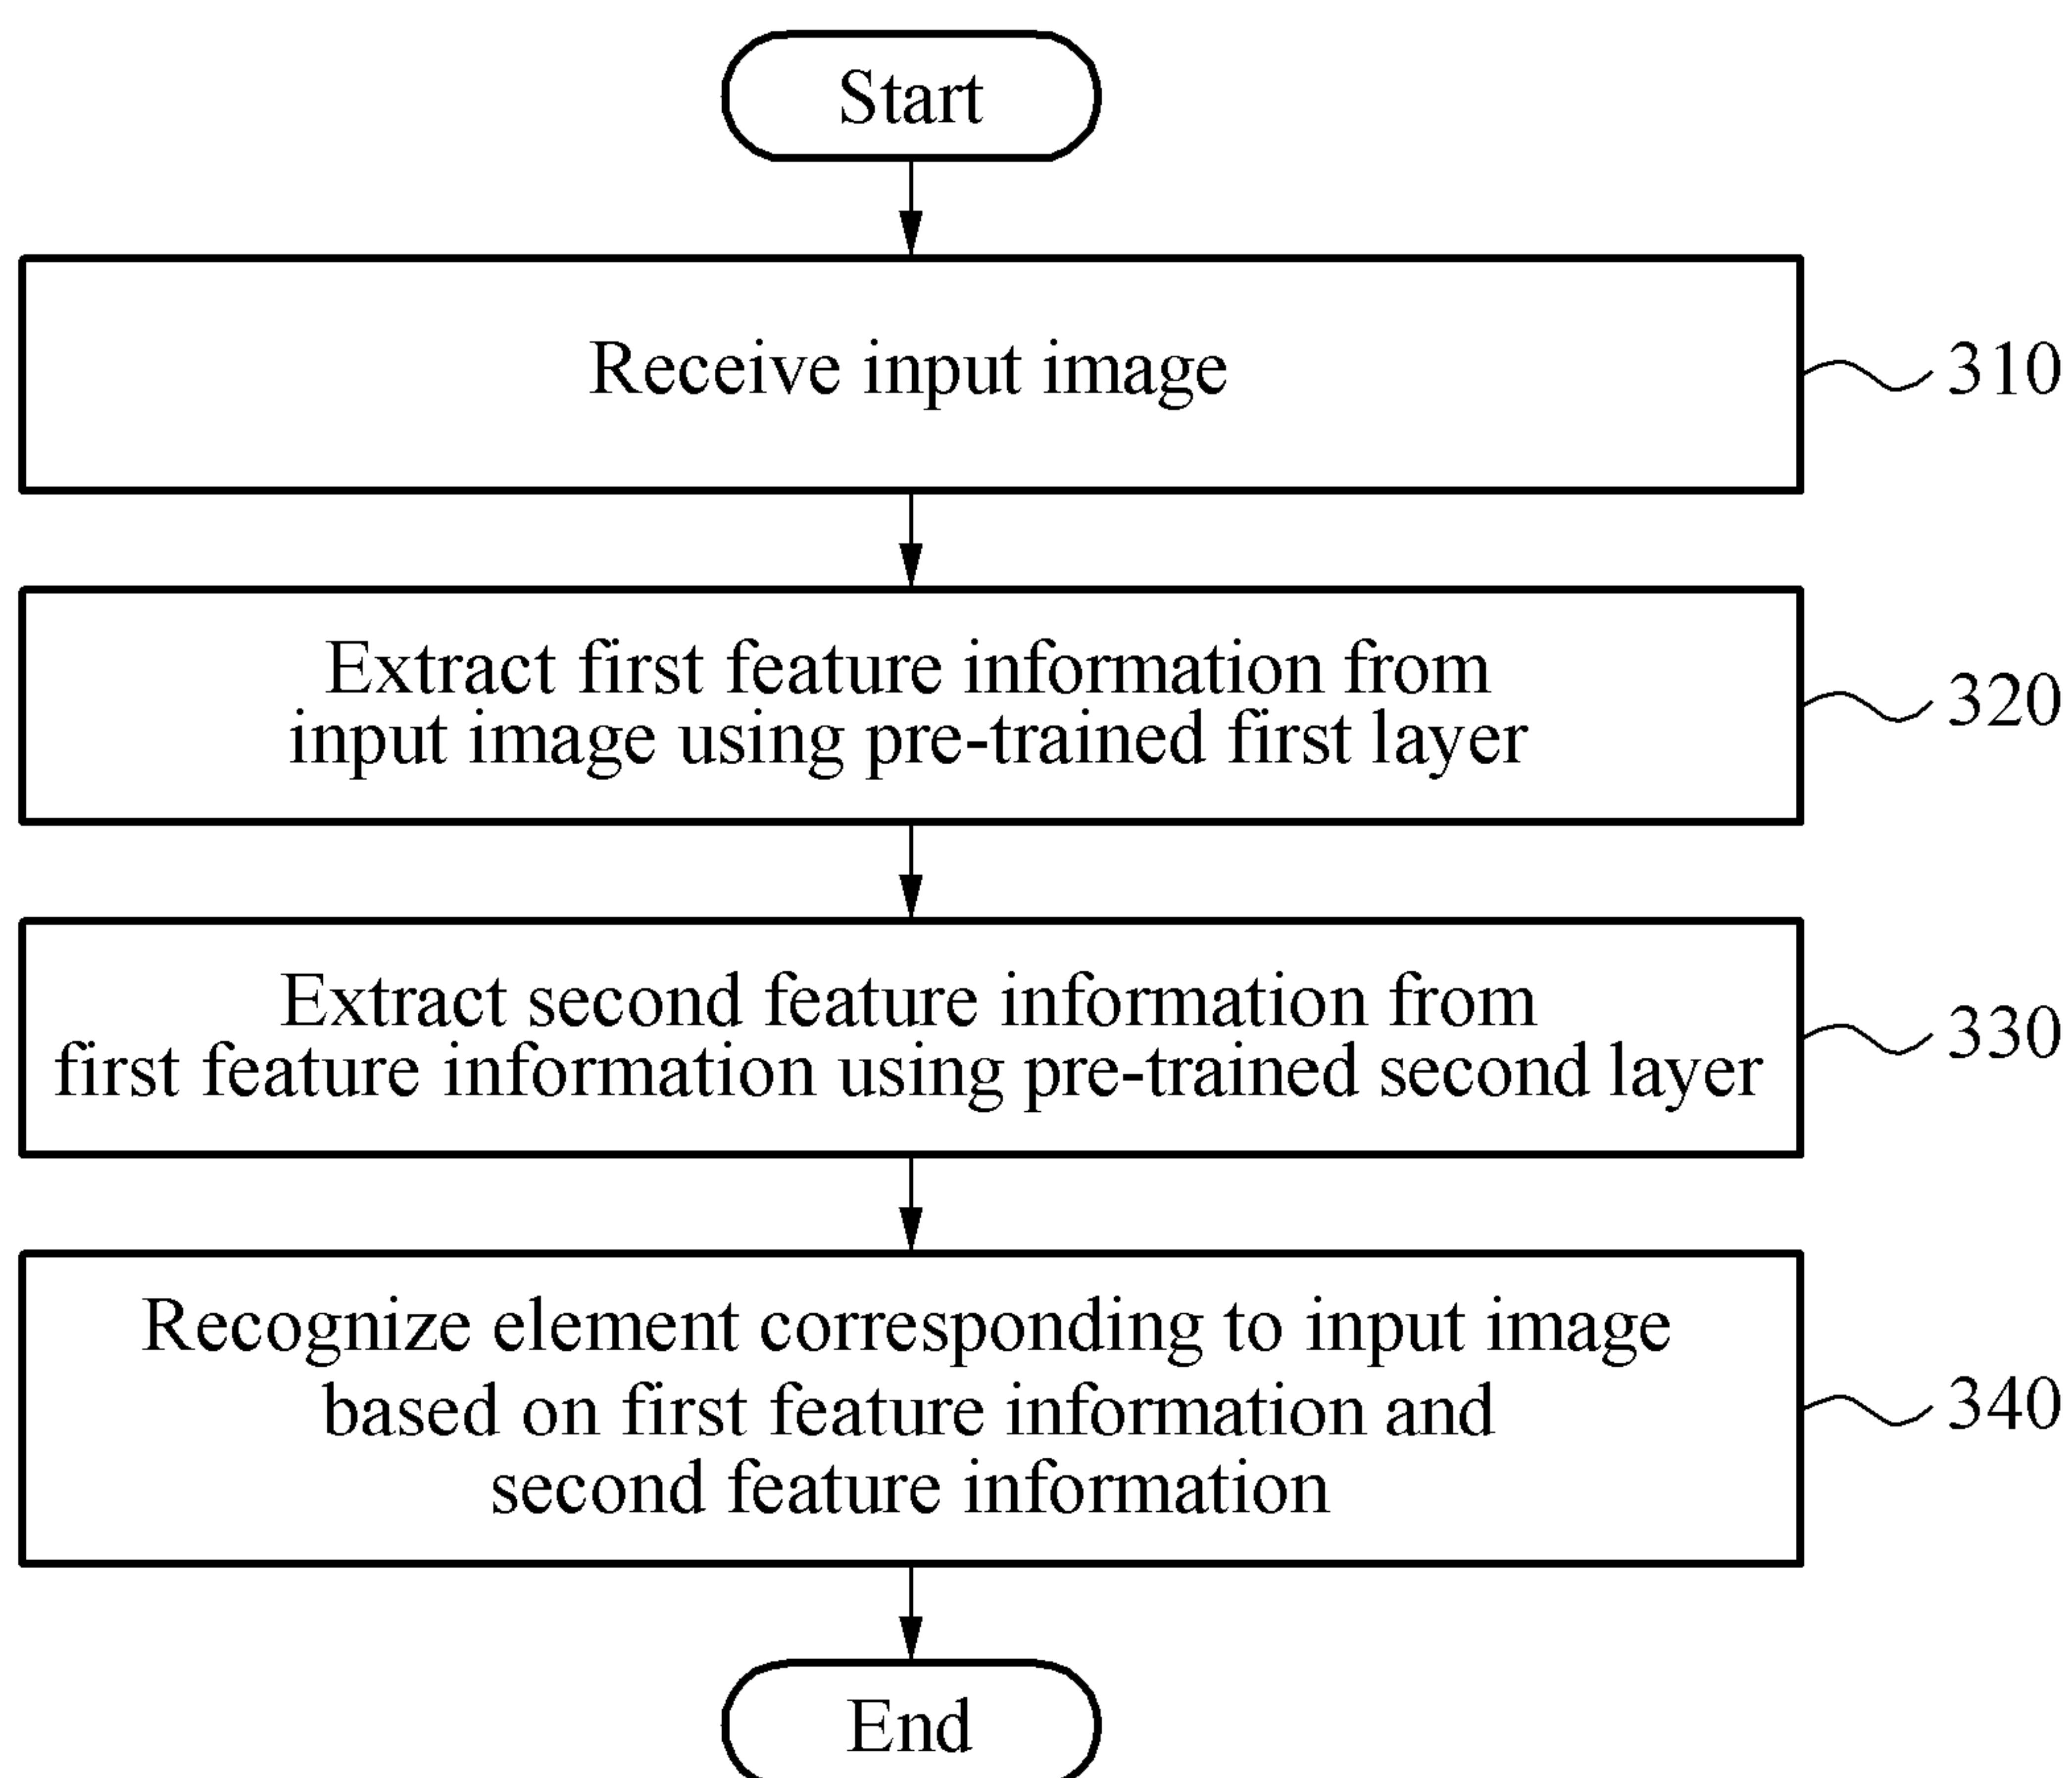 Start
Receive input image
310
Extract first feature information from
input image using pre-trained first layer
320
Extract second feature information from
first feature information using pre-trained second layer
330
Recognize element corresponding to input image
based on first feature information and
second feature information
340
End